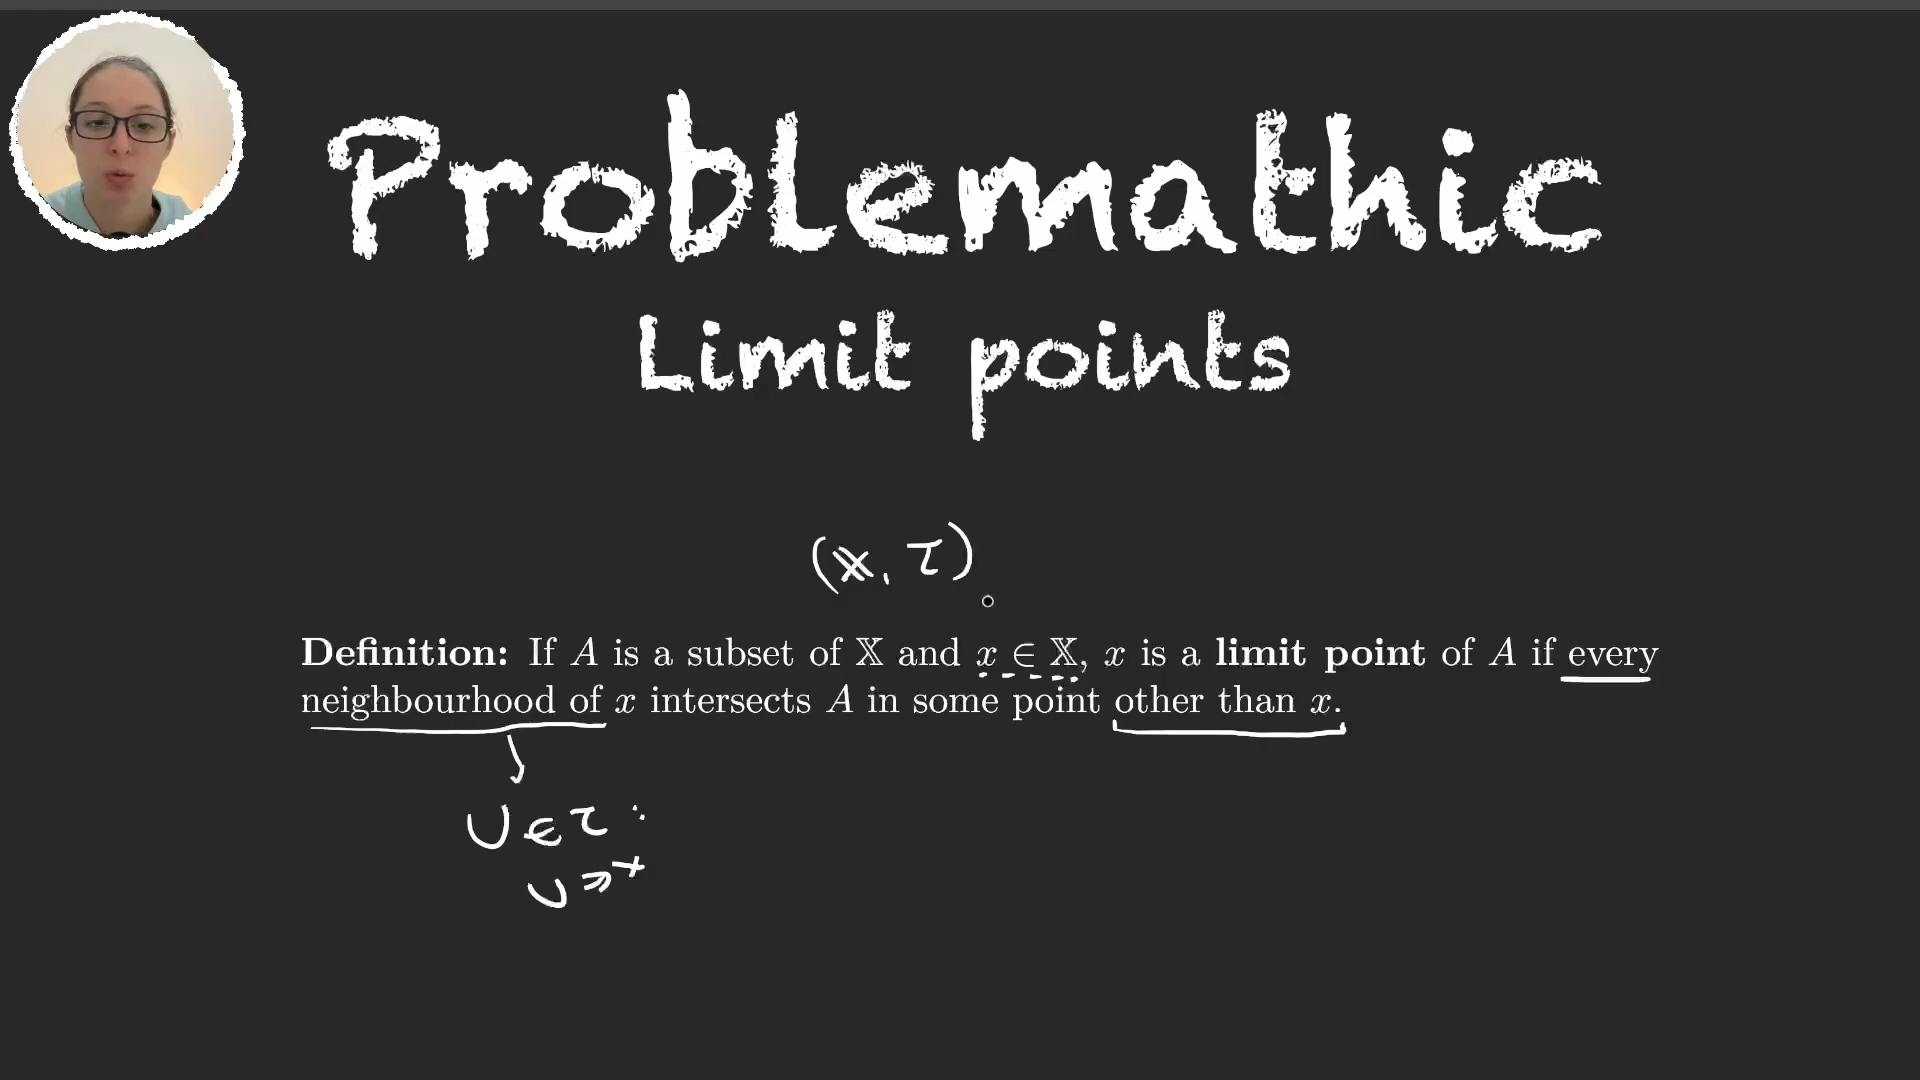 Problemathic
Limit points
(𝕏, τ)
Definition: If A is a subset of 𝕏 and x ∈ 𝕏, x is a limit point of A if every
neighbourhood of x intersects A in some point other than x.
U ∈ τ :
U ∋ x